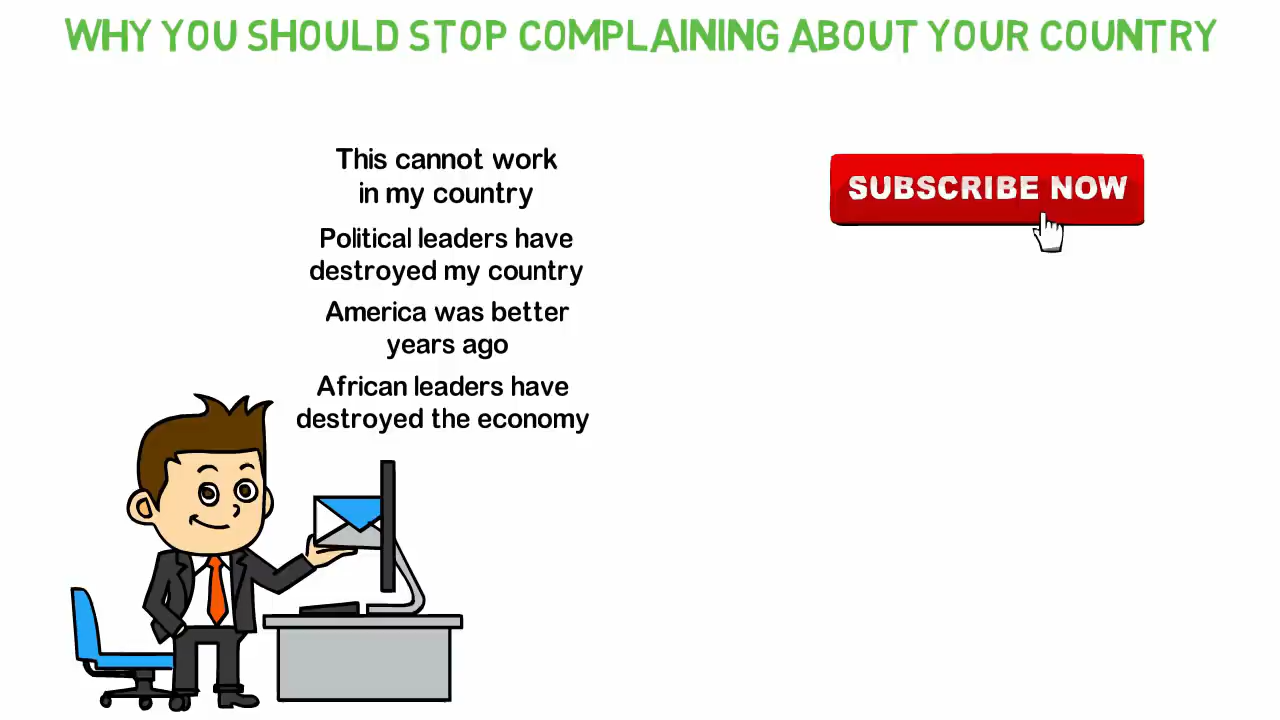 WHY YOU SHOULD STOP COMPLAINING ABOUT YOUR COUNTRY
This cannot work
in my country
Political leaders have
destroyed my country
America was better
years ago
African leaders have
destroyed the economy
SUBSCRIBE NOW